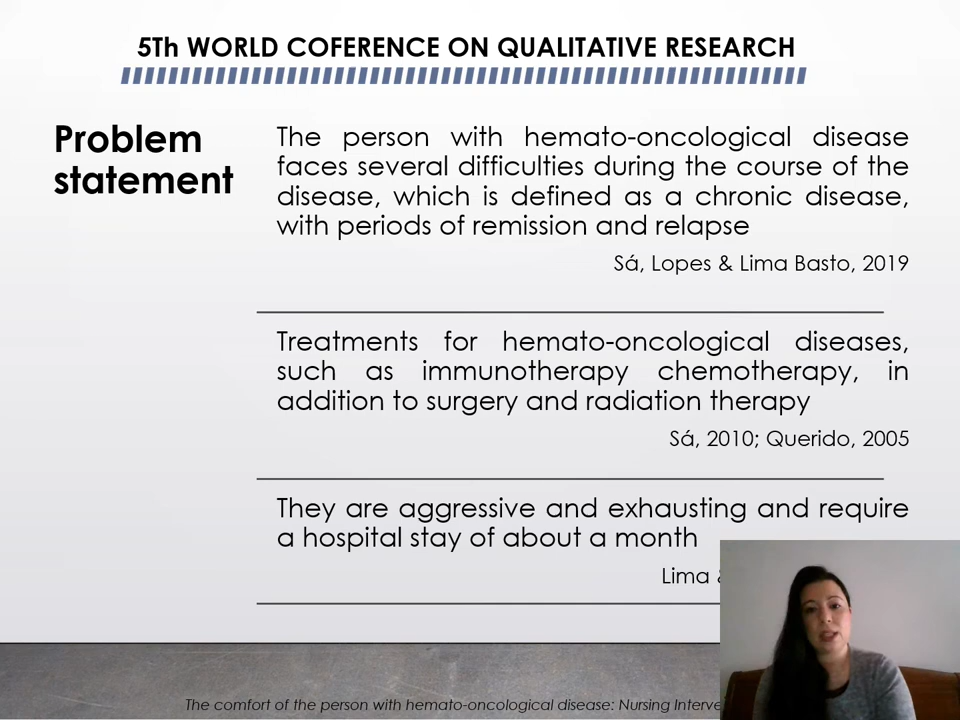 5Th WORLD COFERENCE ON QUALITATIVE RESEARCH
Problem
statement
The person with hemato-oncological disease
faces several difficulties during the course of the
disease, which is defined as a chronic disease,
with periods of remission and relapse
Sá, Lopes & Lima Basto, 2019
Treatments for hemato-oncological diseases,
such as immunotherapy chemotherapy, in
addition to surgery and radiation therapy
Sá, 2010; Querido, 2005
They are aggressive and exhausting and require
a hospital stay of about a month
Lima &
The comfort of the person with hemato-oncological disease: Nursing